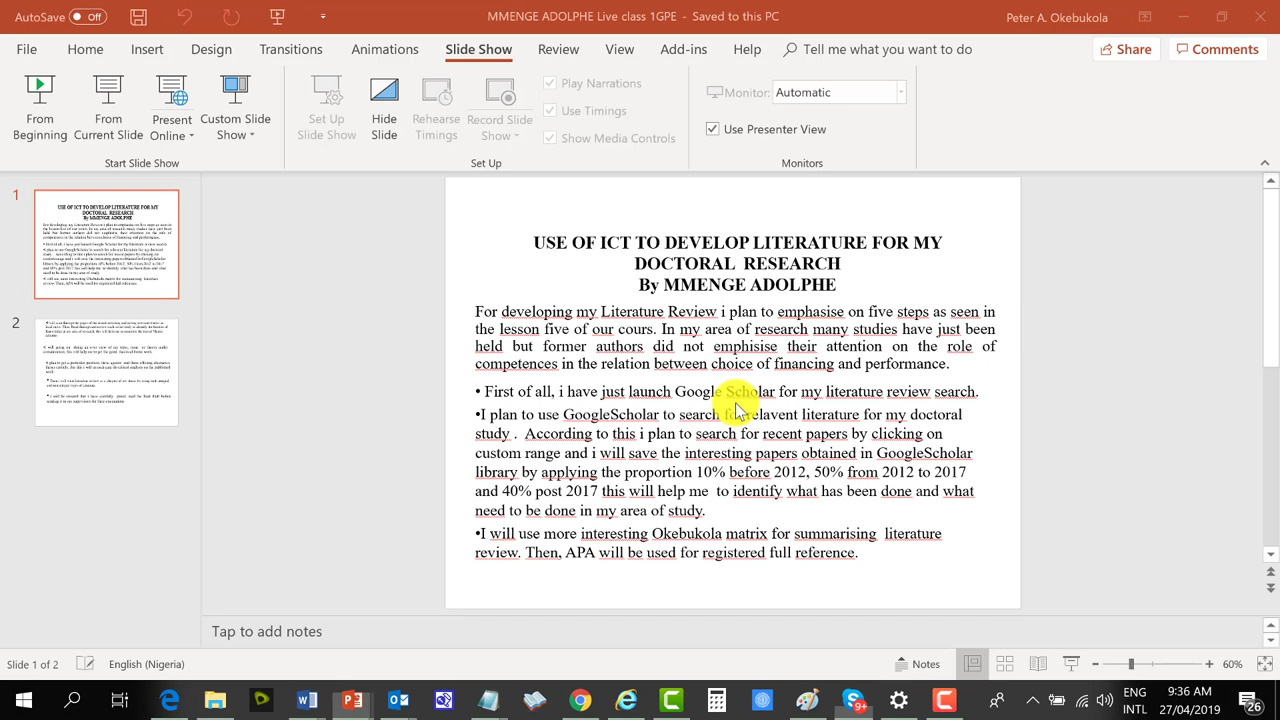 AutoSave Off
MMENGE ADOLPHE Live class 1GPE - Saved to this PC
Peter A. Okebukola
File Home Insert Design Transitions Animations Slide Show Review View Add-ins Help Tell me what you want to do
Share Comments
From Beginning
From Current Slide
Present Online
Custom Slide Show
Start Slide Show
Set Up Slide Show
Hide Slide
Rehearse Timings
Record Slide Show
Play Narrations
Use Timings
Show Media Controls
Set Up
Monitor: Automatic
Use Presenter View
Monitors
1
2
USE OF ICT TO DEVELOP LITERATURE FOR MY
DOCTORAL RESEARCH
By MMENGE ADOLPHE
For developing my Literature Review i plan to emphasise on five steps as seen in
the lesson five of our cours. In my area of research many studies have just been
held but former authors did not emphasise their attention on the role of
competences in the relation between choice of financing and performance.
•First of all, i have just launch Google Scholar for my literature review search.
•I plan to use GoogleScholar to search for relavent literature for my doctoral
study . According to this i plan to search for recent papers by clicking on
custom range and i will save the interesting papers obtained in GoogleScholar
library by applying the proportion 10% before 2012, 50% from 2012 to 2017
and 40% post 2017 this will help me to identify what has been done and what
need to be done in my area of study.
•I will use more interesting Okebukola matrix for summarising literature
review. Then, APA will be used for registered full reference.
Tap to add notes
Slide 1 of 2
English (Nigeria)
Notes
60%
ENG
INTL
9:36 AM
27/04/2019
9+
26